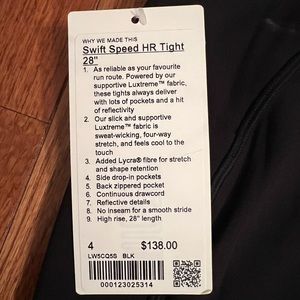 WHY WE MADE THIS
Swift Speed HR Tight
28"
1. As reliable as your favourite
run route. Powered by our
supportive Luxtreme™ fabric,
these tights always deliver
with lots of pockets and a hit
of reflectivity
2. Our slick and supportive
Luxtreme™ fabric is
sweat-wicking, four-way
stretch, and feels cool to the
touch
3. Added Lycra® fibre for stretch
and shape retention
4. Side drop-in pockets
5. Back zippered pocket
6. Continuous drawcord
7. Reflective details
8. No inseam for a smooth stride
9. High rise, 28" length
4 $138.00
LW5CQ5S BLK
000123025314